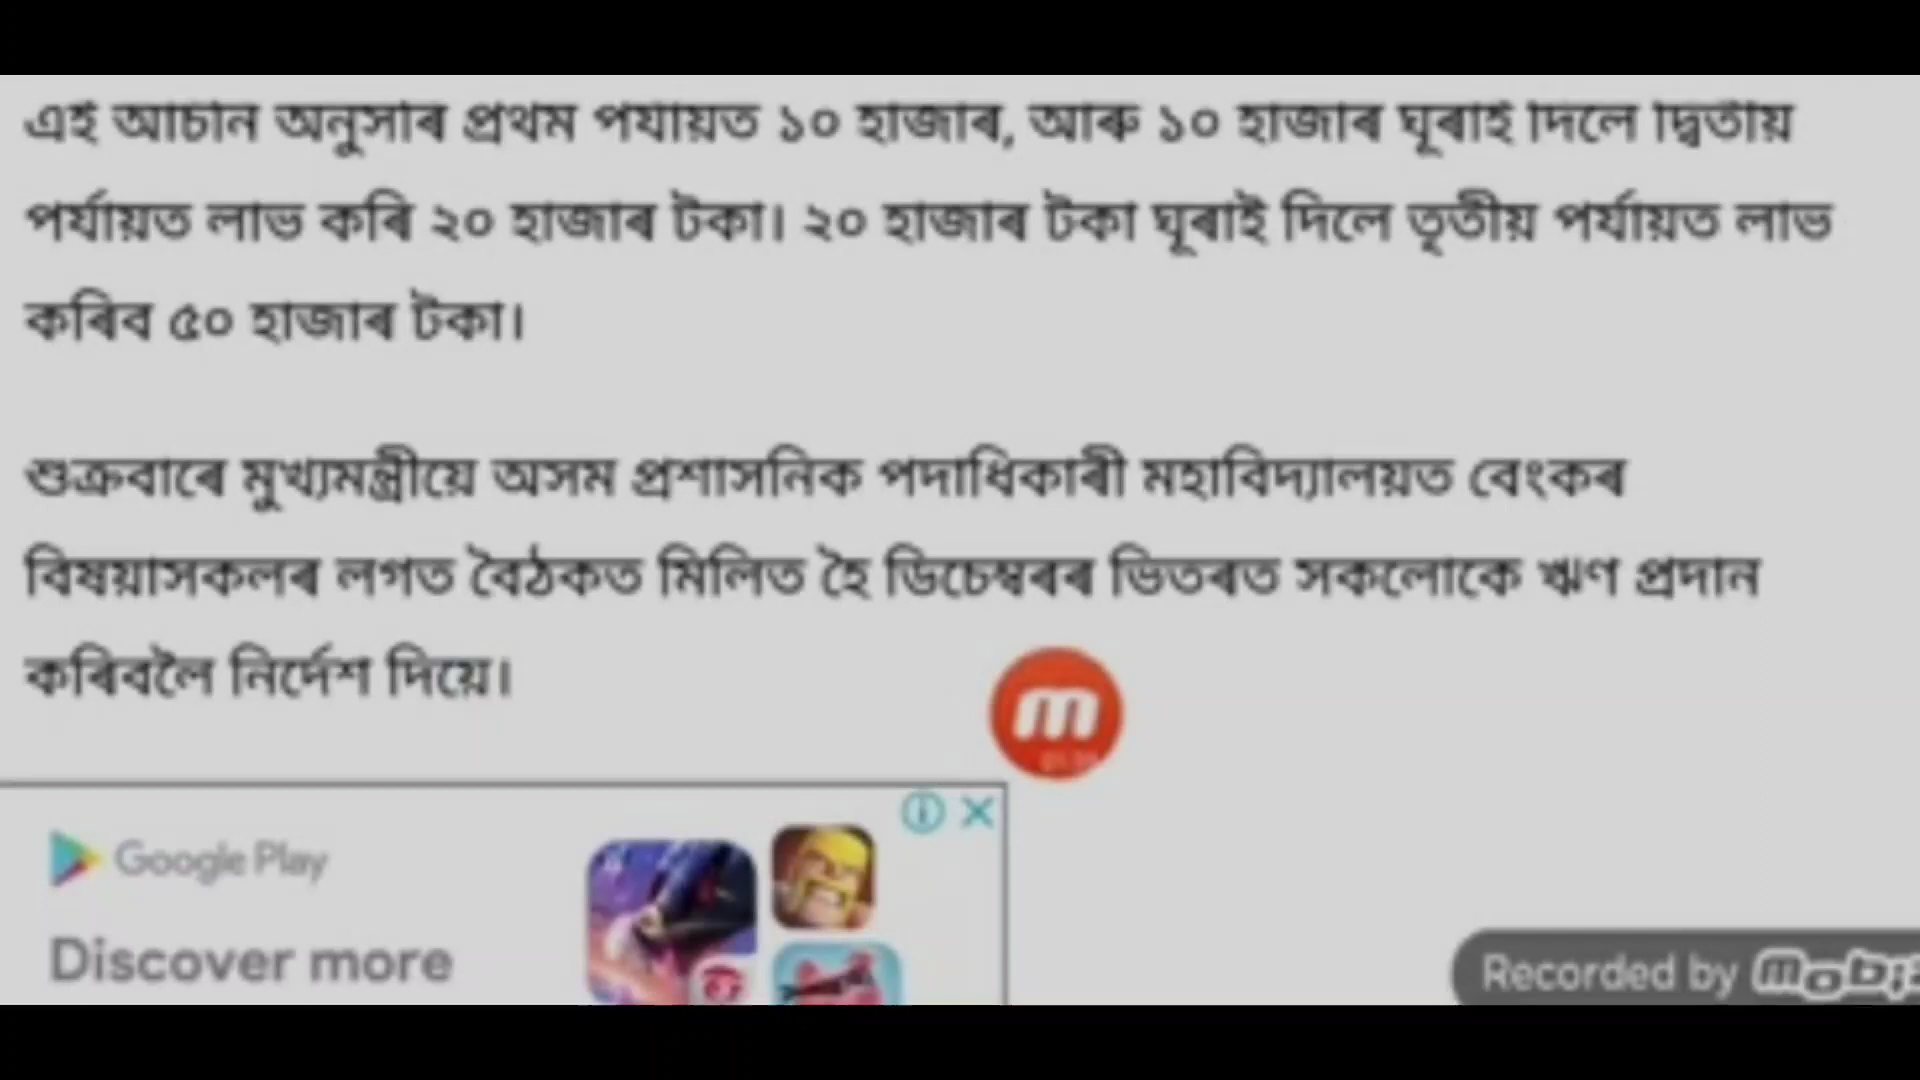 এই আচাঁন অনুসাৰ প্ৰথম পৰ্যায়ত ১০ হাজাৰ, আৰু ১০ হাজাৰ ঘূৰাই দিলে দ্বিতীয়
পৰ্যায়ত লাভ কৰি ২০ হাজাৰ টকা। ২০ হাজাৰ টকা ঘূৰাই দিলে তৃতীয় পৰ্যায়ত লাভ
কৰিব ৫০ হাজাৰ টকা।
শুক্ৰবাৰে মুখ্যমন্ত্ৰীয়ে অসম প্ৰশাসনিক পদাধিকাৰী মহাবিদ্যালয়ত বেংকৰ
বিষয়াসকলৰ লগত বৈঠকত মিলিত হৈ ডিচেম্বৰৰ ভিতৰত সকলোকে ঋণ প্ৰদান
কৰিবলৈ নিৰ্দেশ দিয়ে।
m
Google Play
Discover more
Recorded by